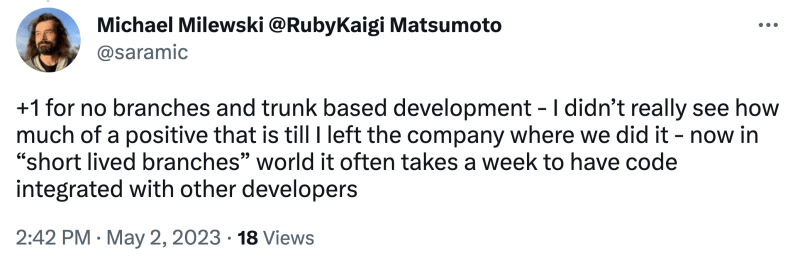 Michael Milewski @RubyKaigi Matsumoto
@saramic
+1 for no branches and trunk based development - I didn’t really see how
much of a positive that is till I left the company where we did it - now in
“short lived branches” world it often takes a week to have code
integrated with other developers
2:42 PM · May 2, 2023 · 18 Views